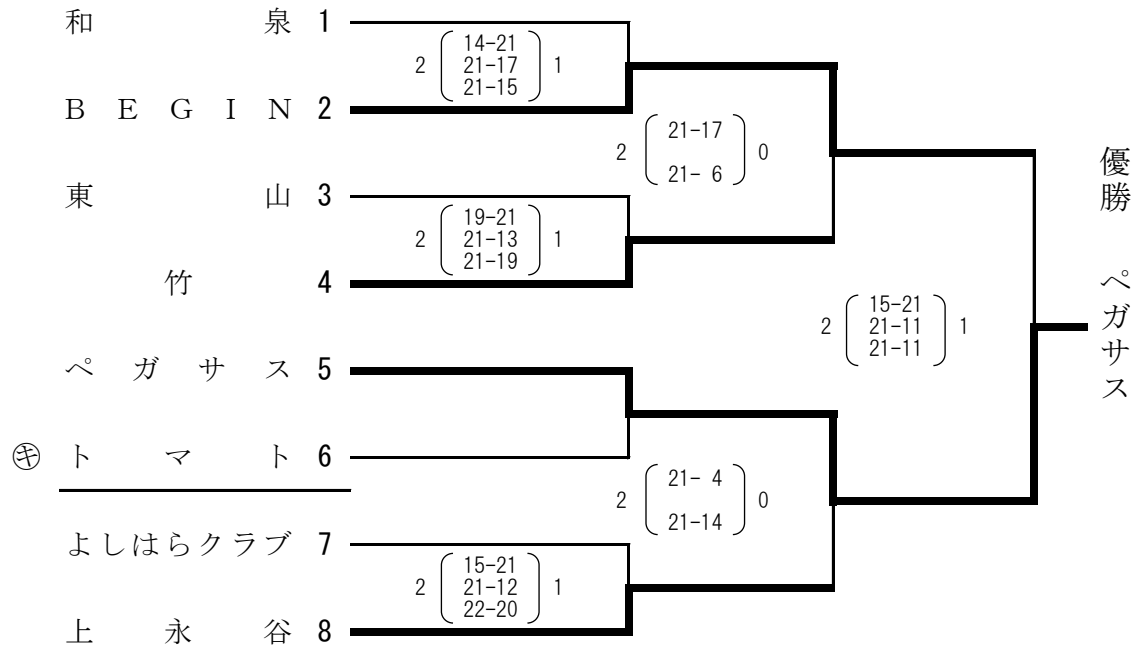 和泉 1
2 14-21 1
21-17
21-15
BEGIN 2
2 21-17 0
21- 6
東山 3
2 19-21 1
21-13
21-19
竹 4
2 15-21 1
21-11
21-11
優勝 ペガサス
ペガサス 5
㋖ トマト 6
2 21- 4 0
21-14
よしはらクラブ 7
2 15-21 1
21-12
22-20
上永谷 8